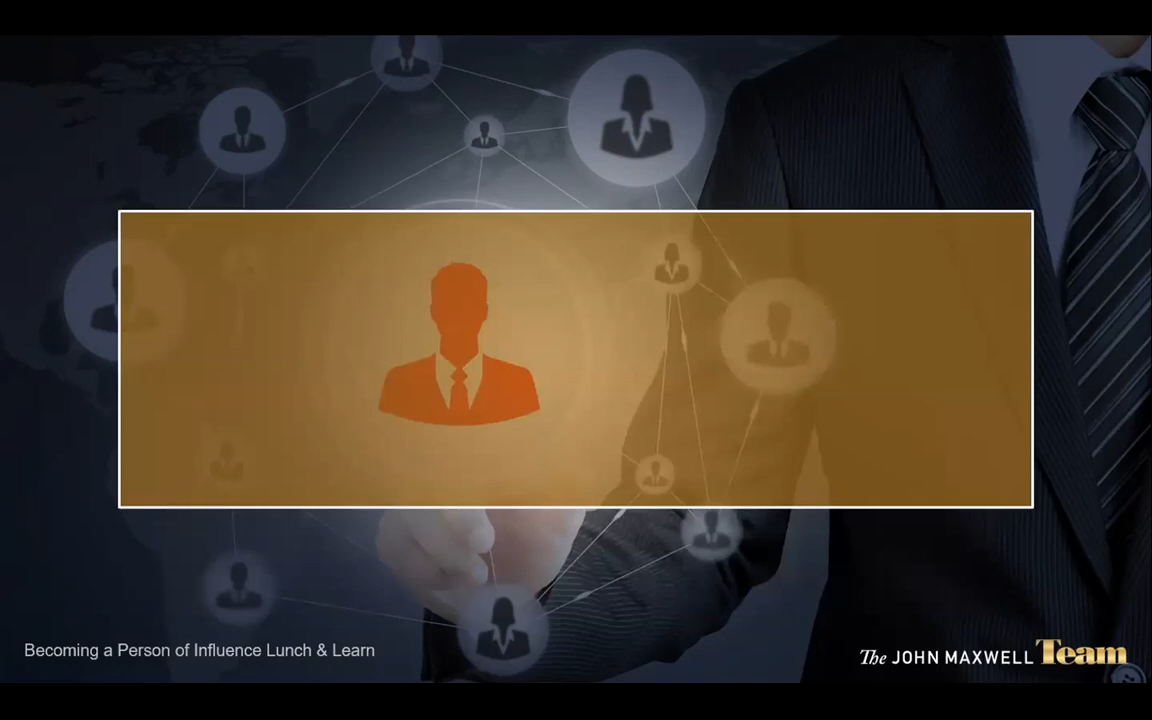 Becoming a Person of Influence Lunch & Learn
The JOHN MAXWELL Team